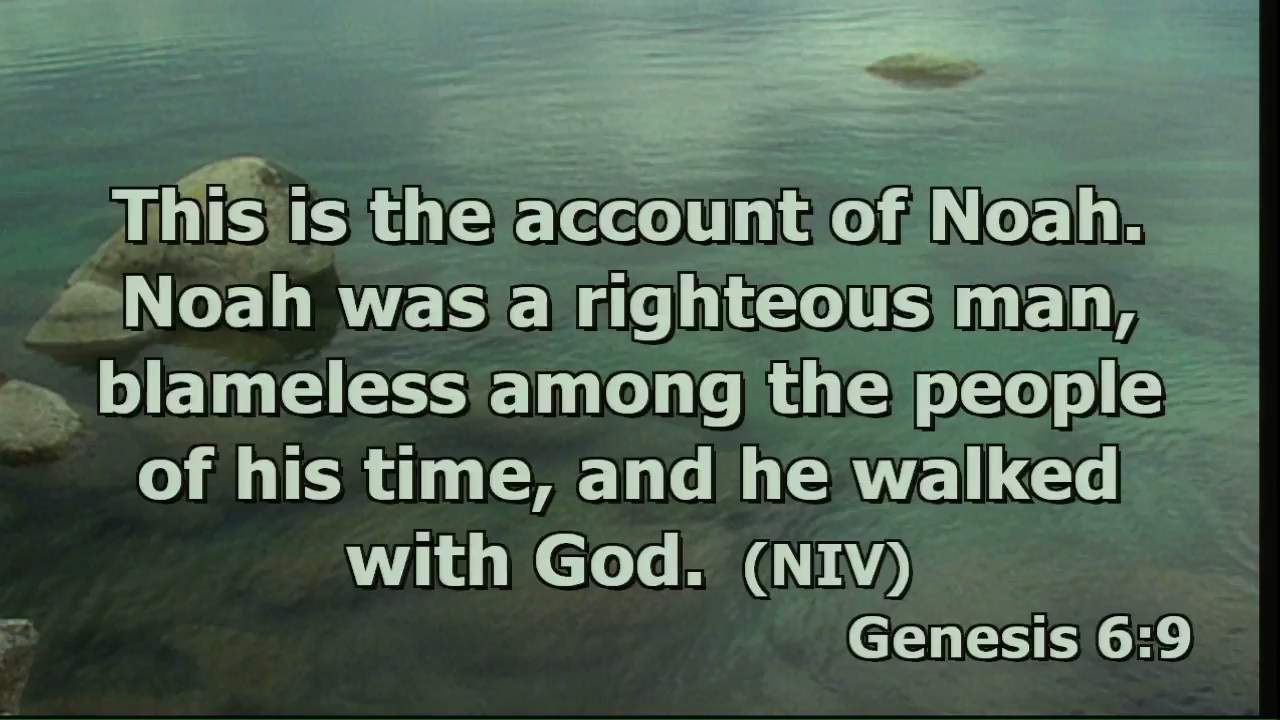 This is the account of Noah.
Noah was a righteous man,
blameless among the people
of his time, and he walked
with God. (NIV)
Genesis 6:9